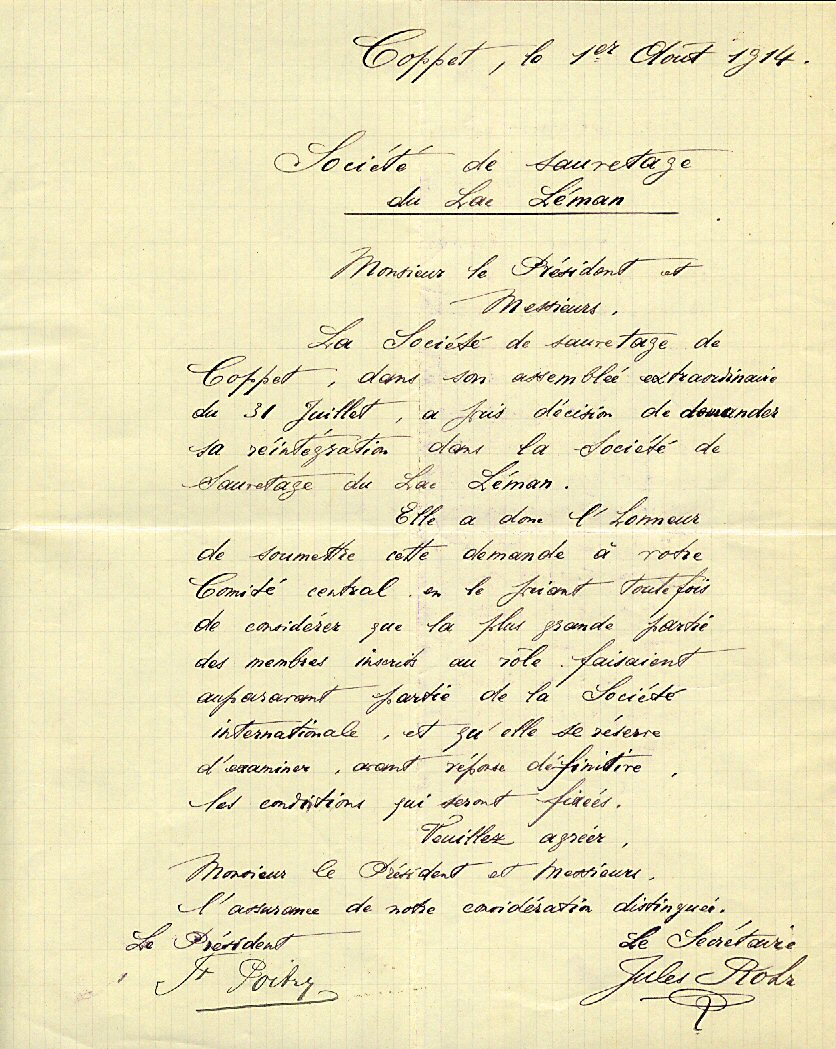 Coppet, le 1er Août 1914.
Société de sauvetage
du Lac Léman
Monsieur le Président et
Messieurs,
La Société de sauvetage de
Coppet, dans son assemblée extraordinaire
du 31 Juillet, a pris décision de demander
sa réintégration dans la Société de
Sauvetage du Lac Léman.
Elle a donc l'honneur
de soumettre cette demande à votre
Comité central en le priant toutefois
de considérer que la plus grande partie
des membres inscrits au rôle faisaient
auparavant partie de la Société
internationale, et qu'elle se réserve
d'examiner, avant réponse définitive,
les conditions qui seront fixées.
Veuillez agréer,
Monsieur le Président et Messieurs,
l'assurance de notre considération distinguée.
Le Président
Le Secrétaire
Jules